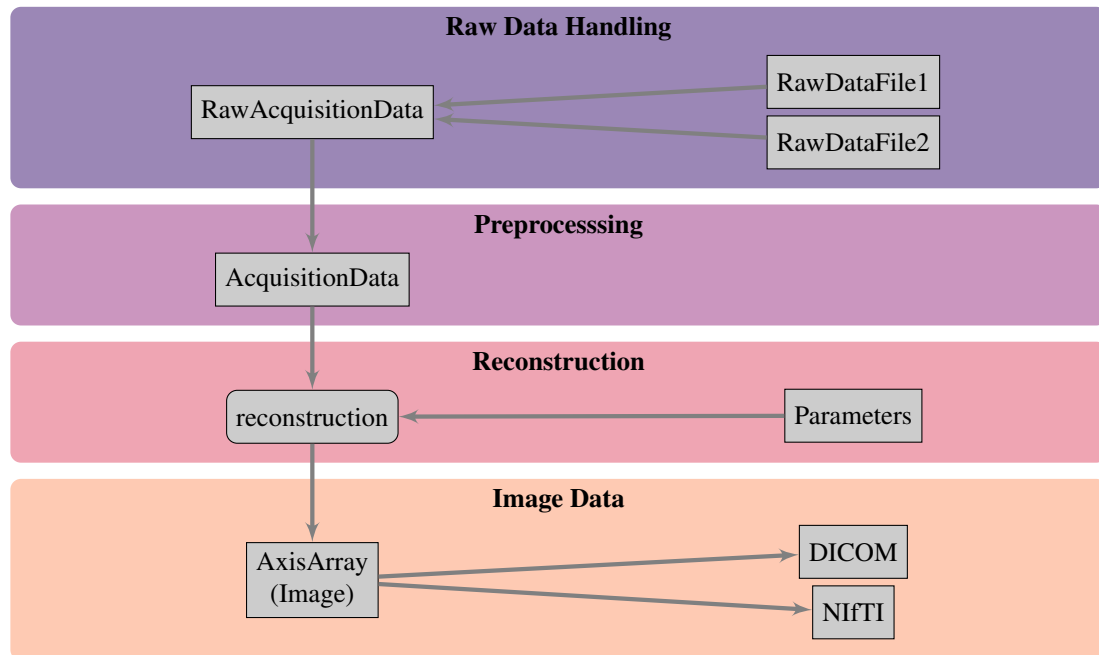 Raw Data Handling
RawDataFile1
RawAcquisitionData
RawDataFile2
Preprocesssing
AcquisitionData
Reconstruction
reconstruction
Parameters
Image Data
AxisArray
(Image)
DICOM
NIfTI